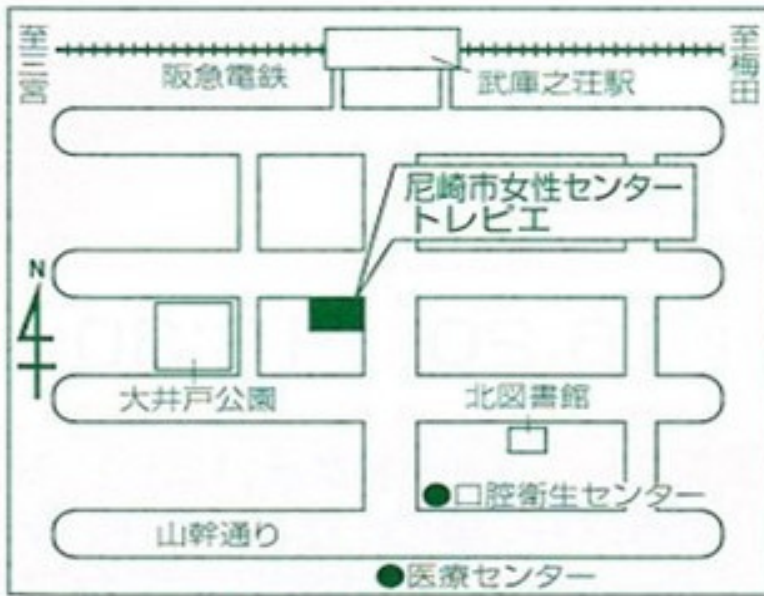 至三宮
阪急電鉄
武庫之荘駅
至梅田
尼崎市女性センター
トレピエ
N
大井戸公園
北図書館
●口腔衛生センター
山幹通り
●医療センター